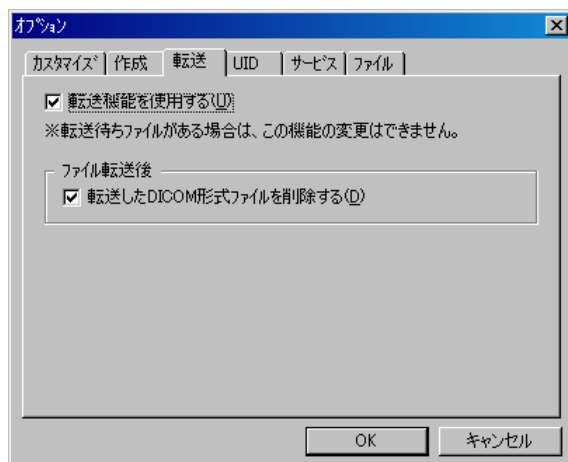 オプション
カスタマイズ 作成 転送 UID サービス ファイル
転送機能を使用する(U)
※転送待ちファイルがある場合は、この機能の変更はできません。
ファイル転送後
転送したDICOM形式ファイルを削除する(D)
OK キャンセル